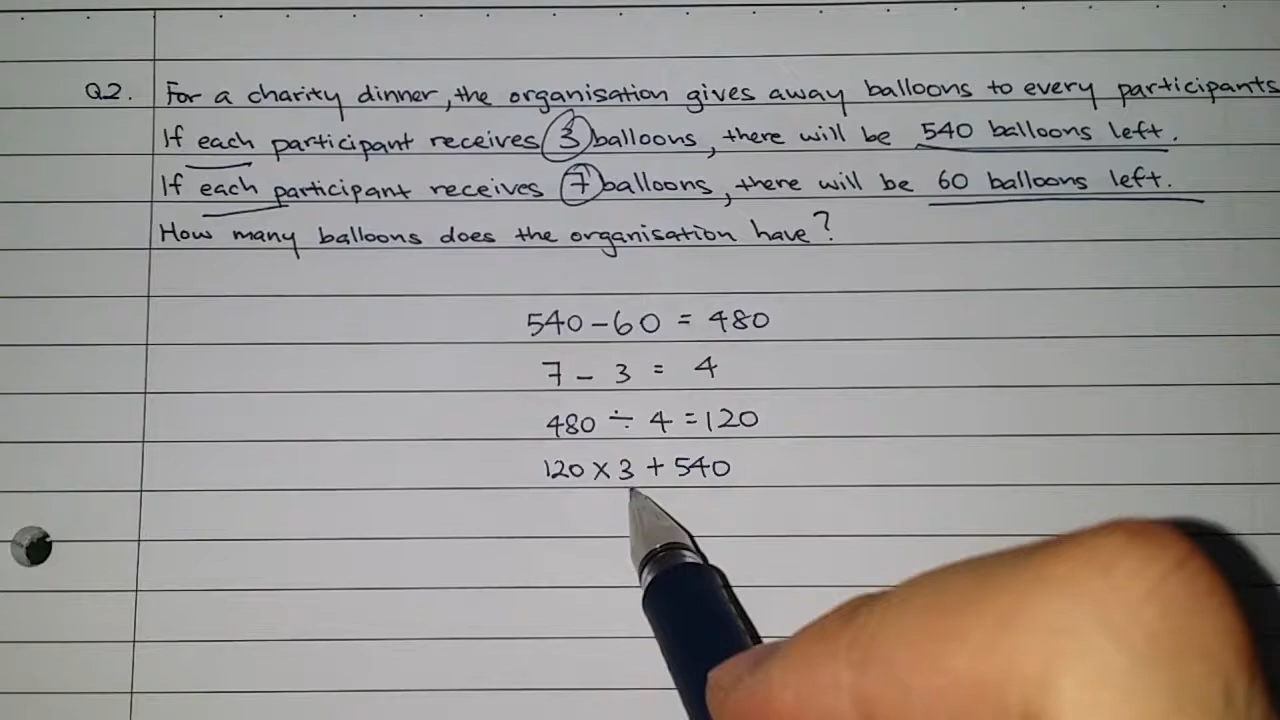 Q2. For a charity dinner, the organisation gives away balloons to every participants
If each participant receives 3 balloons, there will be 540 balloons left.
If each participant receives 7 balloons, there will be 60 balloons left.
How many balloons does the organisation have?
540 - 60 = 480
7 - 3 = 4
480 ÷ 4 = 120
120 x 3 + 540